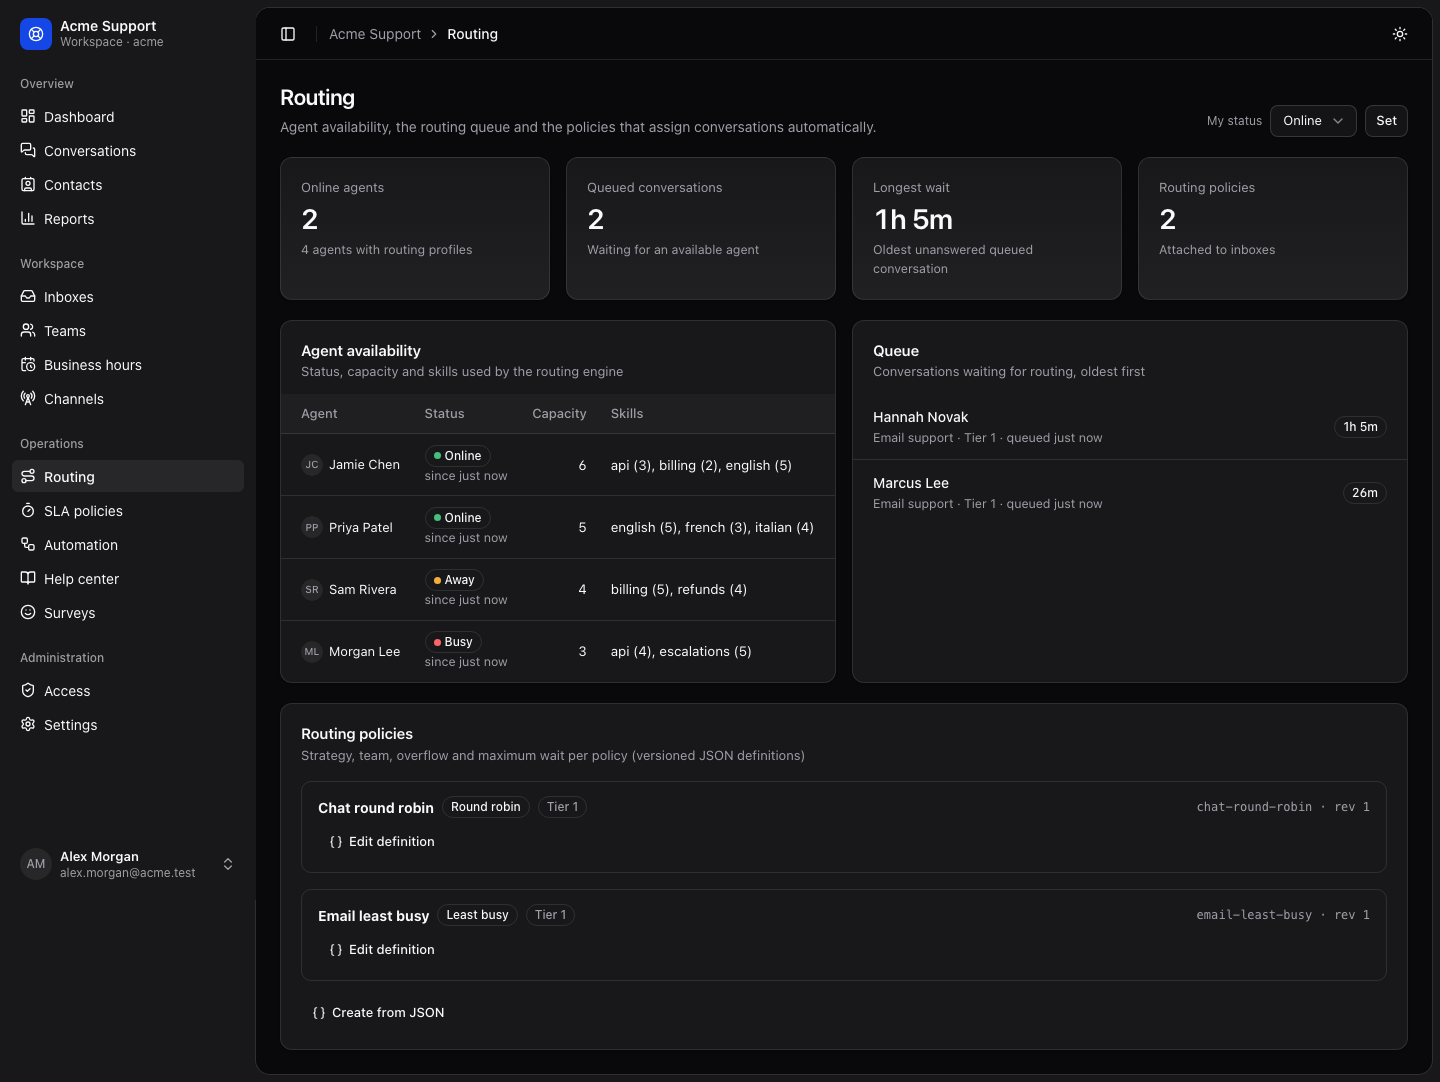 Acme Support
Workspace · acme
Overview
Dashboard
Conversations
Contacts
Reports
Workspace
Inboxes
Teams
Business hours
Channels
Operations
Routing
SLA policies
Automation
Help center
Surveys
Administration
Access
Settings
AM
Alex Morgan
alex.morgan@acme.test
Acme Support
Routing
Routing
Agent availability, the routing queue and the policies that assign conversations automatically.
My status
Online
Set
Online agents
2
4 agents with routing profiles
Queued conversations
2
Waiting for an available agent
Longest wait
1h 5m
Oldest unanswered queued
conversation
Routing policies
2
Attached to inboxes
Agent availability
Status, capacity and skills used by the routing engine
Agent Status Capacity Skills
JC Jamie Chen Online 6 api (3), billing (2), english (5)
since just now
PP Priya Patel Online 5 english (5), french (3), italian (4)
since just now
SR Sam Rivera Away 4 billing (5), refunds (4)
since just now
ML Morgan Lee Busy 3 api (4), escalations (5)
since just now
Queue
Conversations waiting for routing, oldest first
Hannah Novak
Email support · Tier 1 · queued just now
1h 5m
Marcus Lee
Email support · Tier 1 · queued just now
26m
Routing policies
Strategy, team, overflow and maximum wait per policy (versioned JSON definitions)
Chat round robin Round robin Tier 1 chat-round-robin · rev 1
{ } Edit definition
Email least busy Least busy Tier 1 email-least-busy · rev 1
{ } Edit definition
{ } Create from JSON